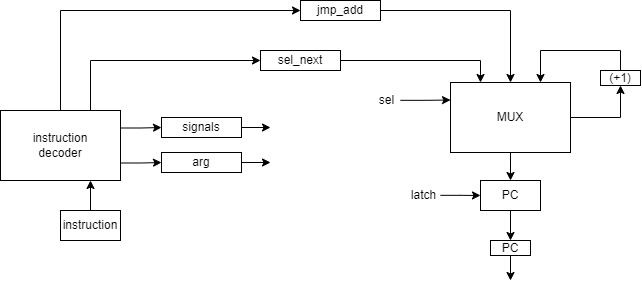 jmp_add
sel_next
(+1)
sel
MUX
signals
instruction
decoder
arg
latch
PC
instruction
PC